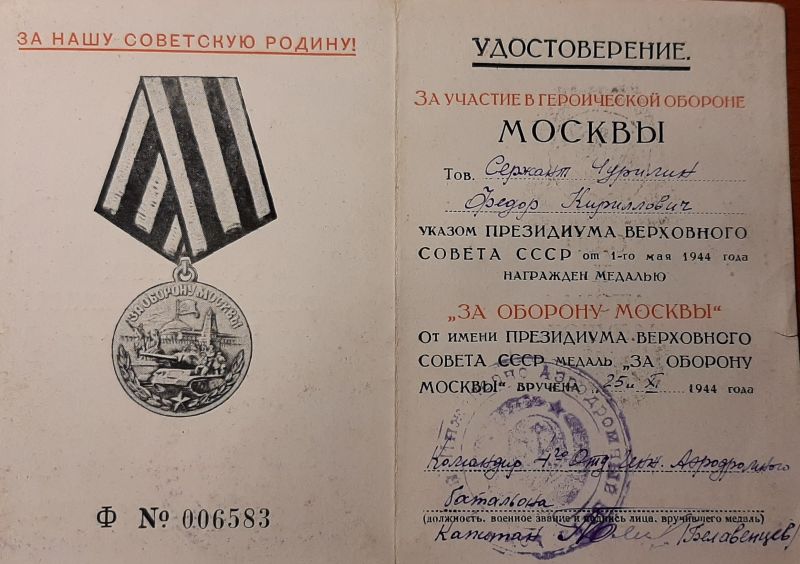 ЗА НАШУ СОВЕТСКУЮ РОДИНУ!
ЗА ОБОРОНУ МОСКВЫ
Ф № 006583
УДОСТОВЕРЕНИЕ.
ЗА УЧАСТИЕ В ГЕРОИЧЕСКОЙ ОБОРОНЕ
МОСКВЫ
Тов. Сержант Чурилин
Федор Кириллович
УКАЗОМ ПРЕЗИДИУМА ВЕРХОВНОГО
СОВЕТА СССР от 1-го мая 1944 года
НАГРАЖДЕН МЕДАЛЬЮ
„ЗА ОБОРОНУ МОСКВЫ“
От имени ПРЕЗИДИУМА ВЕРХОВНОГО
СОВЕТА СССР МЕДАЛЬ „ЗА ОБОРОНУ
МОСКВЫ“ ВРУЧЕНА „25“ XI 1944 года
АЭРОДРОМНЫЙ
Командир 4го Отд Инж. Аэродромного
батальона
(должность, военное звание и подпись лица, вручившего медаль)
Капитан (Белавенцев)